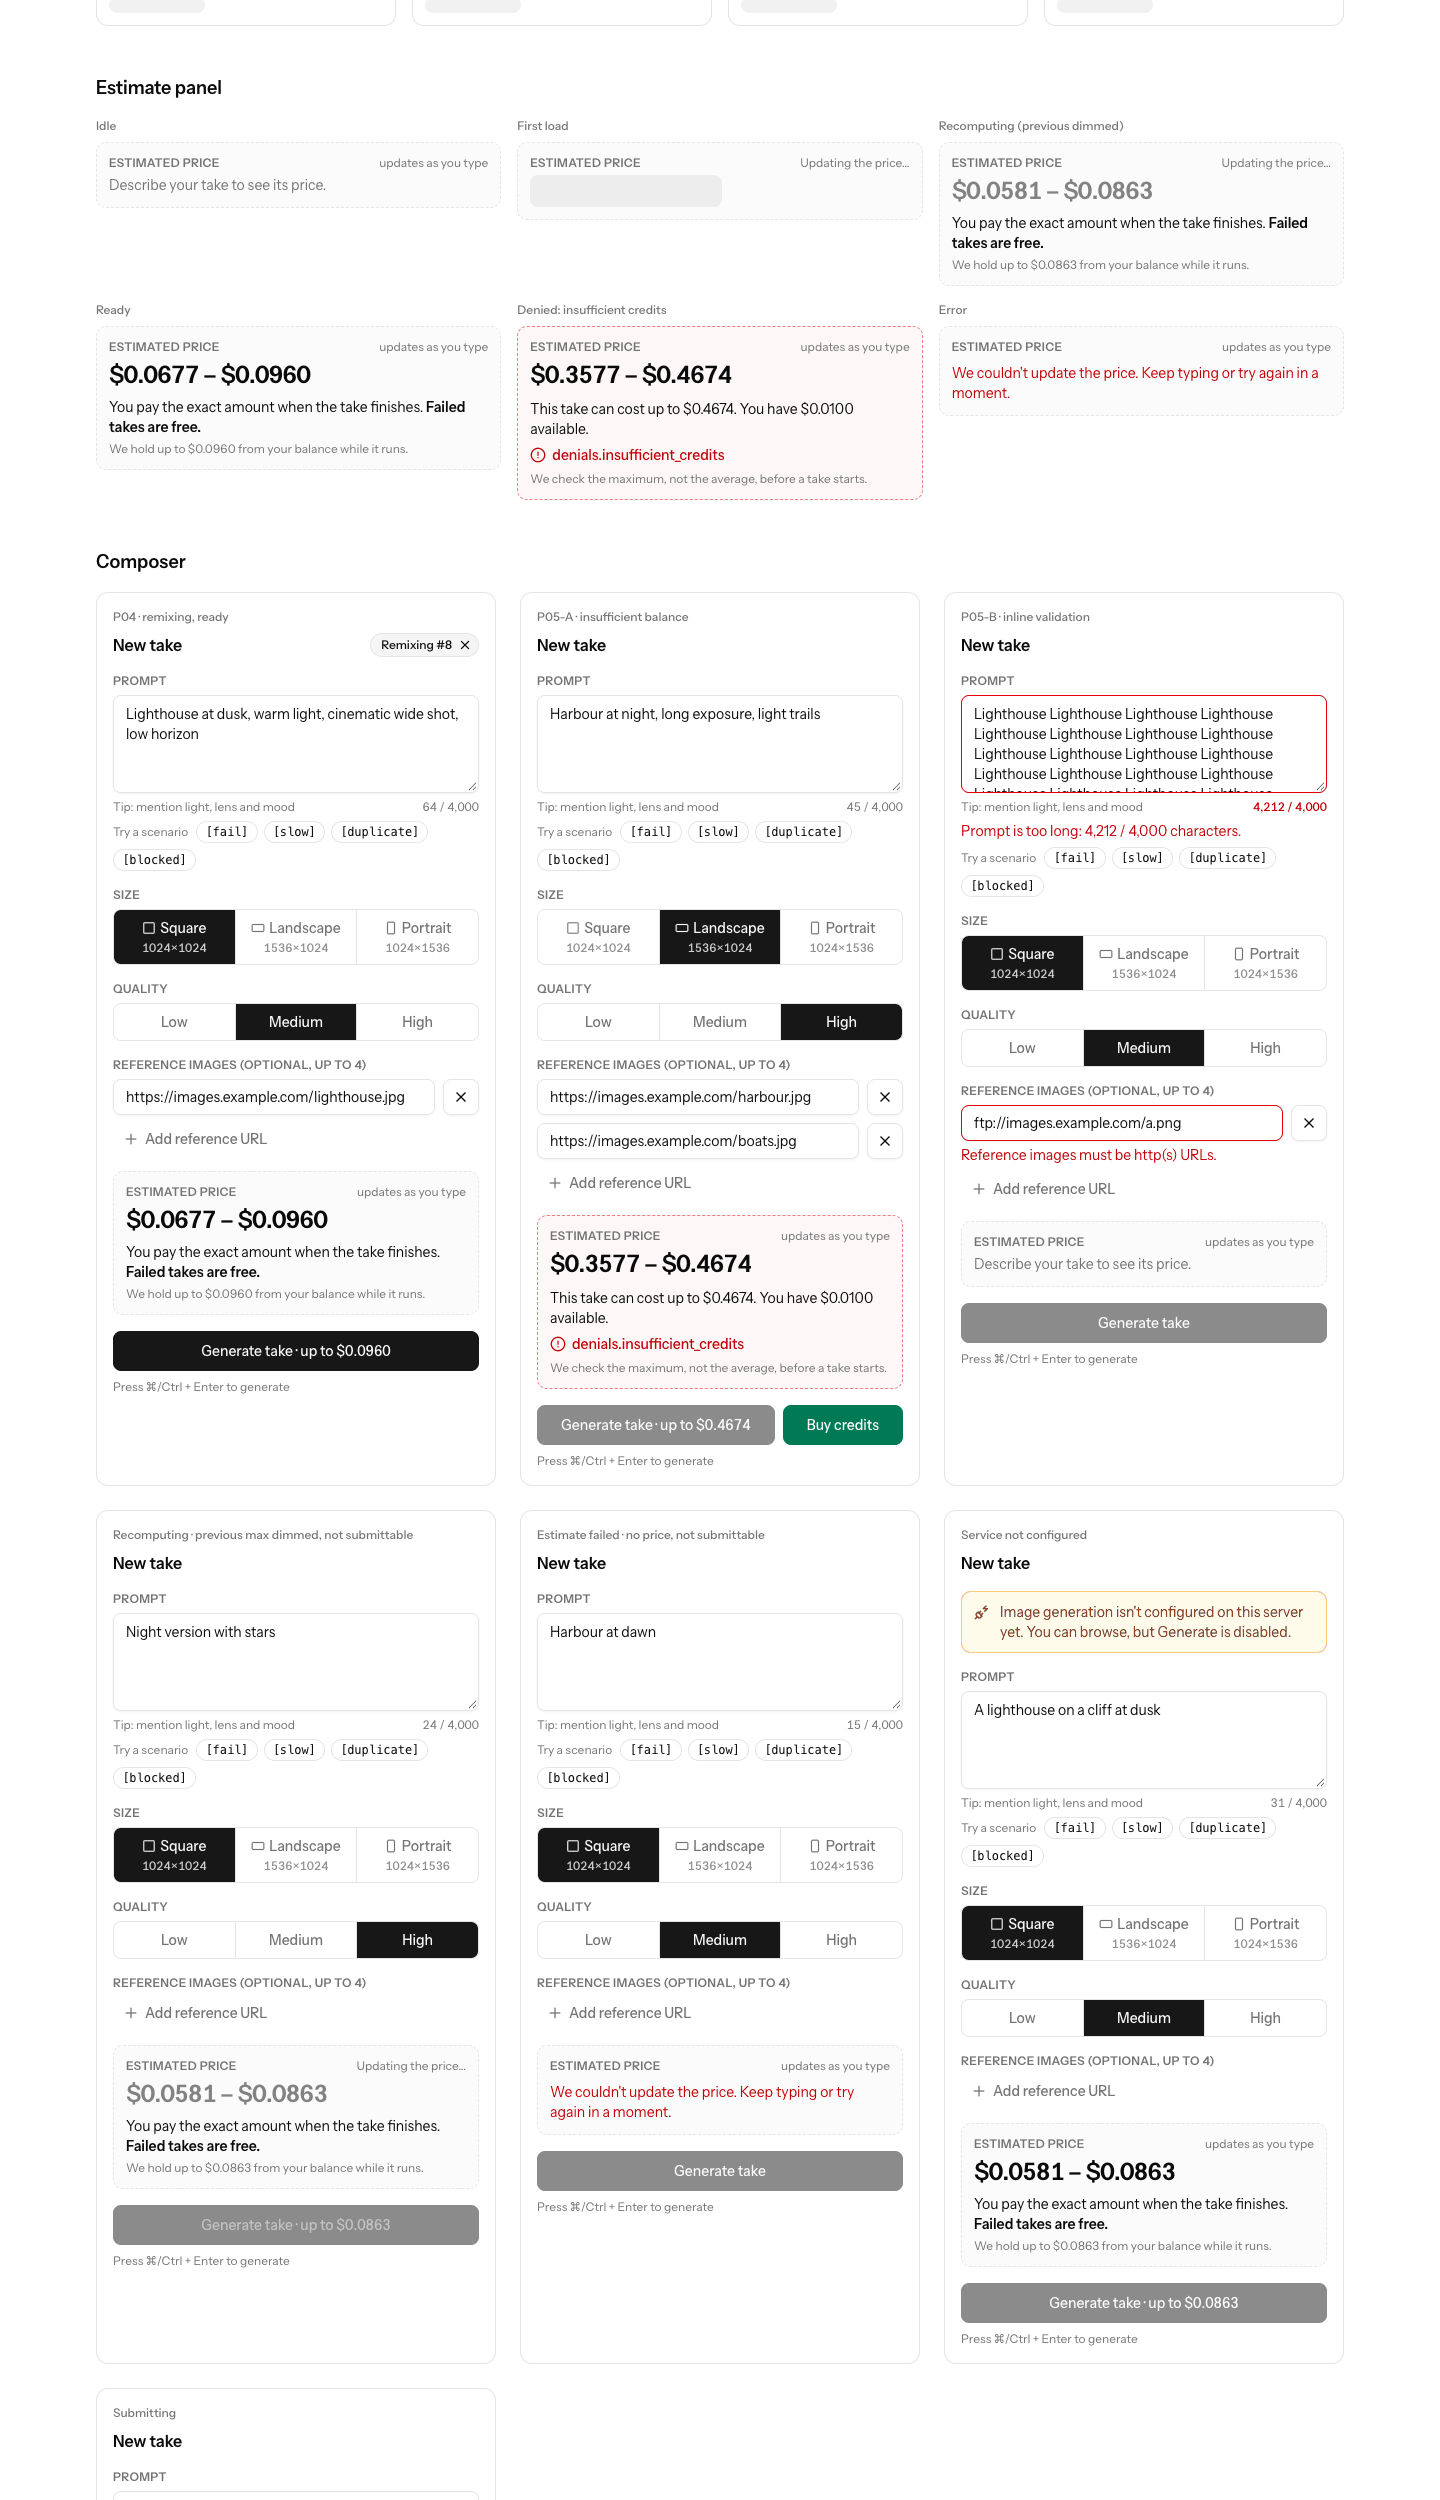 Estimate panel
Idle
ESTIMATED PRICE updates as you type
Describe your take to see its price.
First load
ESTIMATED PRICE Updating the price...
Recomputing (previous dimmed)
ESTIMATED PRICE Updating the price...
$0.0581 – $0.0863
You pay the exact amount when the take finishes. Failed
takes are free.
We hold up to $0.0863 from your balance while it runs.
Ready
ESTIMATED PRICE updates as you type
$0.0677 – $0.0960
You pay the exact amount when the take finishes. Failed
takes are free.
We hold up to $0.0960 from your balance while it runs.
Denied: insufficient credits
ESTIMATED PRICE updates as you type
$0.3577 – $0.4674
This take can cost up to $0.4674. You have $0.0100
available.
denials.insufficient_credits
We check the maximum, not the average, before a take starts.
Error
ESTIMATED PRICE updates as you type
We couldn't update the price. Keep typing or try again in a
moment.
Composer
P04 · remixing, ready
New take Remixing #8
PROMPT
Lighthouse at dusk, warm light, cinematic wide shot,
low horizon
Tip: mention light, lens and mood 64 / 4,000
Try a scenario [fail] [slow] [duplicate]
[blocked]
SIZE
Square Landscape Portrait
1024×1024 1536×1024 1024×1536
QUALITY
Low Medium High
REFERENCE IMAGES (OPTIONAL, UP TO 4)
https://images.example.com/lighthouse.jpg
Add reference URL
ESTIMATED PRICE updates as you type
$0.0677 – $0.0960
You pay the exact amount when the take finishes.
Failed takes are free.
We hold up to $0.0960 from your balance while it runs.
Generate take · up to $0.0960
Press ⌘/Ctrl + Enter to generate
P05-A · insufficient balance
New take
PROMPT
Harbour at night, long exposure, light trails
Tip: mention light, lens and mood 45 / 4,000
Try a scenario [fail] [slow] [duplicate]
[blocked]
SIZE
Square Landscape Portrait
1024×1024 1536×1024 1024×1536
QUALITY
Low Medium High
REFERENCE IMAGES (OPTIONAL, UP TO 4)
https://images.example.com/harbour.jpg
https://images.example.com/boats.jpg
Add reference URL
ESTIMATED PRICE updates as you type
$0.3577 – $0.4674
This take can cost up to $0.4674. You have $0.0100
available.
denials.insufficient_credits
We check the maximum, not the average, before a take starts.
Generate take · up to $0.4674 Buy credits
Press ⌘/Ctrl + Enter to generate
P05-B · inline validation
New take
PROMPT
Lighthouse Lighthouse Lighthouse Lighthouse
Lighthouse Lighthouse Lighthouse Lighthouse
Lighthouse Lighthouse Lighthouse Lighthouse
Lighthouse Lighthouse Lighthouse Lighthouse
Lighthouse Lighthouse Lighthouse Lighthouse
Tip: mention light, lens and mood 4,212 / 4,000
Prompt is too long: 4,212 / 4,000 characters.
Try a scenario [fail] [slow] [duplicate]
[blocked]
SIZE
Square Landscape Portrait
1024×1024 1536×1024 1024×1536
QUALITY
Low Medium High
REFERENCE IMAGES (OPTIONAL, UP TO 4)
ftp://images.example.com/a.png
Reference images must be http(s) URLs.
Add reference URL
ESTIMATED PRICE updates as you type
Describe your take to see its price.
Generate take
Press ⌘/Ctrl + Enter to generate
Recomputing · previous max dimmed, not submittable
New take
PROMPT
Night version with stars
Tip: mention light, lens and mood 24 / 4,000
Try a scenario [fail] [slow] [duplicate]
[blocked]
SIZE
Square Landscape Portrait
1024×1024 1536×1024 1024×1536
QUALITY
Low Medium High
REFERENCE IMAGES (OPTIONAL, UP TO 4)
Add reference URL
ESTIMATED PRICE Updating the price...
$0.0581 – $0.0863
You pay the exact amount when the take finishes.
Failed takes are free.
We hold up to $0.0863 from your balance while it runs.
Generate take · up to $0.0863
Press ⌘/Ctrl + Enter to generate
Estimate failed · no price, not submittable
New take
PROMPT
Harbour at dawn
Tip: mention light, lens and mood 15 / 4,000
Try a scenario [fail] [slow] [duplicate]
[blocked]
SIZE
Square Landscape Portrait
1024×1024 1536×1024 1024×1536
QUALITY
Low Medium High
REFERENCE IMAGES (OPTIONAL, UP TO 4)
Add reference URL
ESTIMATED PRICE updates as you type
We couldn't update the price. Keep typing or try
again in a moment.
Generate take
Press ⌘/Ctrl + Enter to generate
Service not configured
New take
Image generation isn't configured on this server
yet. You can browse, but Generate is disabled.
PROMPT
A lighthouse on a cliff at dusk
Tip: mention light, lens and mood 31 / 4,000
Try a scenario [fail] [slow] [duplicate]
[blocked]
SIZE
Square Landscape Portrait
1024×1024 1536×1024 1024×1536
QUALITY
Low Medium High
REFERENCE IMAGES (OPTIONAL, UP TO 4)
Add reference URL
ESTIMATED PRICE updates as you type
$0.0581 – $0.0863
You pay the exact amount when the take finishes.
Failed takes are free.
We hold up to $0.0863 from your balance while it runs.
Generate take · up to $0.0863
Press ⌘/Ctrl + Enter to generate
Submitting
New take
PROMPT